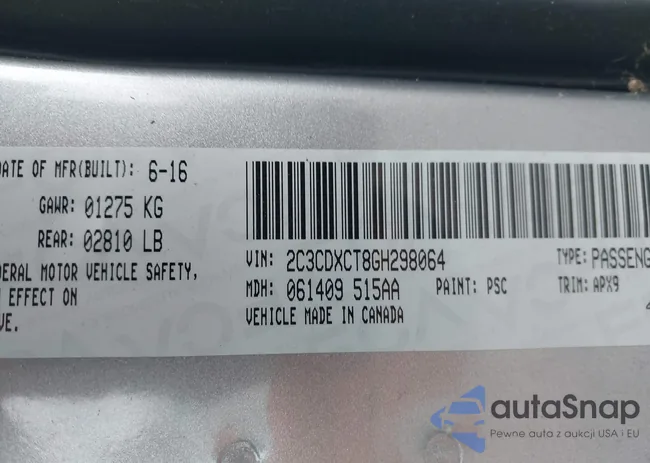 DATE OF MFR(BUILT): 6-16
GAWR: 01275 KG
REAR: 02810 LB
DERAL MOTOR VEHICLE SAFETY,
EFFECT ON
VE.
VIN: 2C3CDXCT8GH298064
TYPE: PASSENG
MDH: 061409 515AA
PAINT: PSC
TRIM: APX9
VEHICLE MADE IN CANADA
autoSnap
Pewne auta z aukcji USA i EU